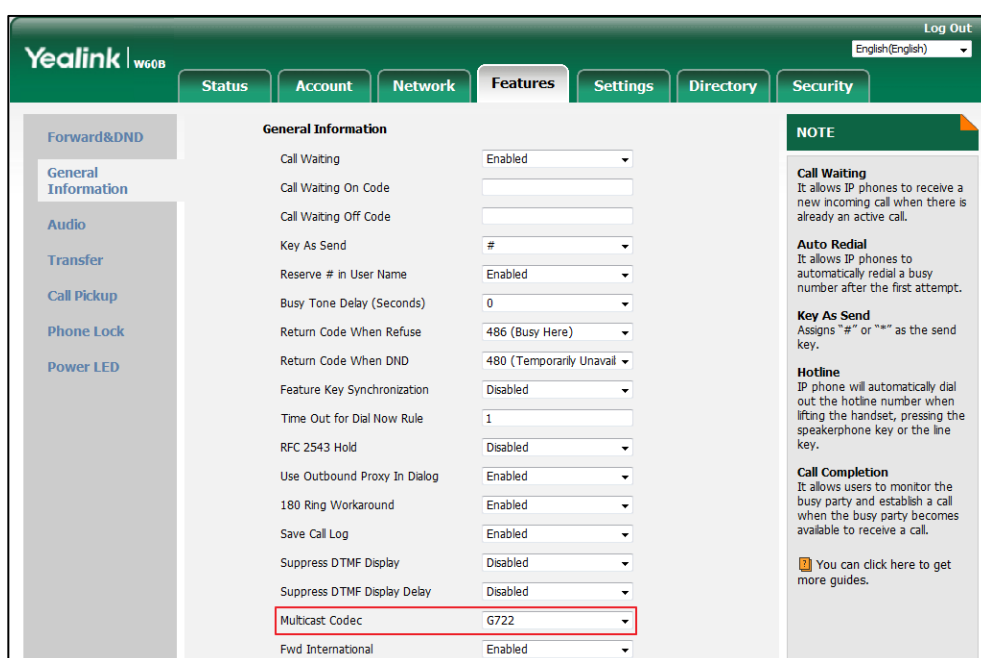 Log Out
Yealink W60B
English(English)
Status Account Network Features Settings Directory Security
Forward&DND
General
Information
Audio
Transfer
Call Pickup
Phone Lock
Power LED
General Information
Call Waiting Enabled
Call Waiting On Code
Call Waiting Off Code
Key As Send #
Reserve # in User Name Enabled
Busy Tone Delay (Seconds) 0
Return Code When Refuse 486 (Busy Here)
Return Code When DND 480 (Temporarily Unavail
Feature Key Synchronization Disabled
Time Out for Dial Now Rule 1
RFC 2543 Hold Disabled
Use Outbound Proxy In Dialog Enabled
180 Ring Workaround Enabled
Save Call Log Enabled
Suppress DTMF Display Disabled
Suppress DTMF Display Delay Disabled
Multicast Codec G722
Fwd International Enabled
NOTE
Call Waiting
It allows IP phones to receive a
new incoming call when there is
already an active call.
Auto Redial
It allows IP phones to
automatically redial a busy
number after the first attempt.
Key As Send
Assigns “#” or “*” as the send
key.
Hotline
IP phone will automatically dial
out the hotline number when
lifting the handset, pressing the
speakerphone key or the line
key.
Call Completion
It allows users to monitor the
busy party and establish a call
when the busy party becomes
available to receive a call.
? You can click here to get
more guides.